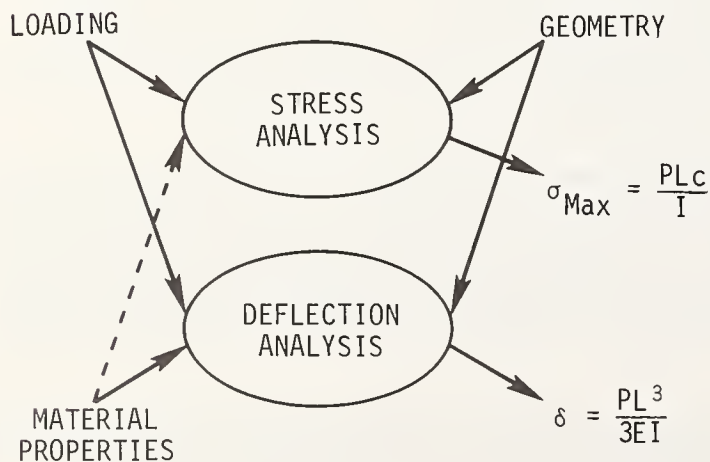 LOADING
GEOMETRY
STRESS
ANALYSIS
σMax = PLc/I
DEFLECTION
ANALYSIS
MATERIAL
PROPERTIES
δ = PL³/3EI